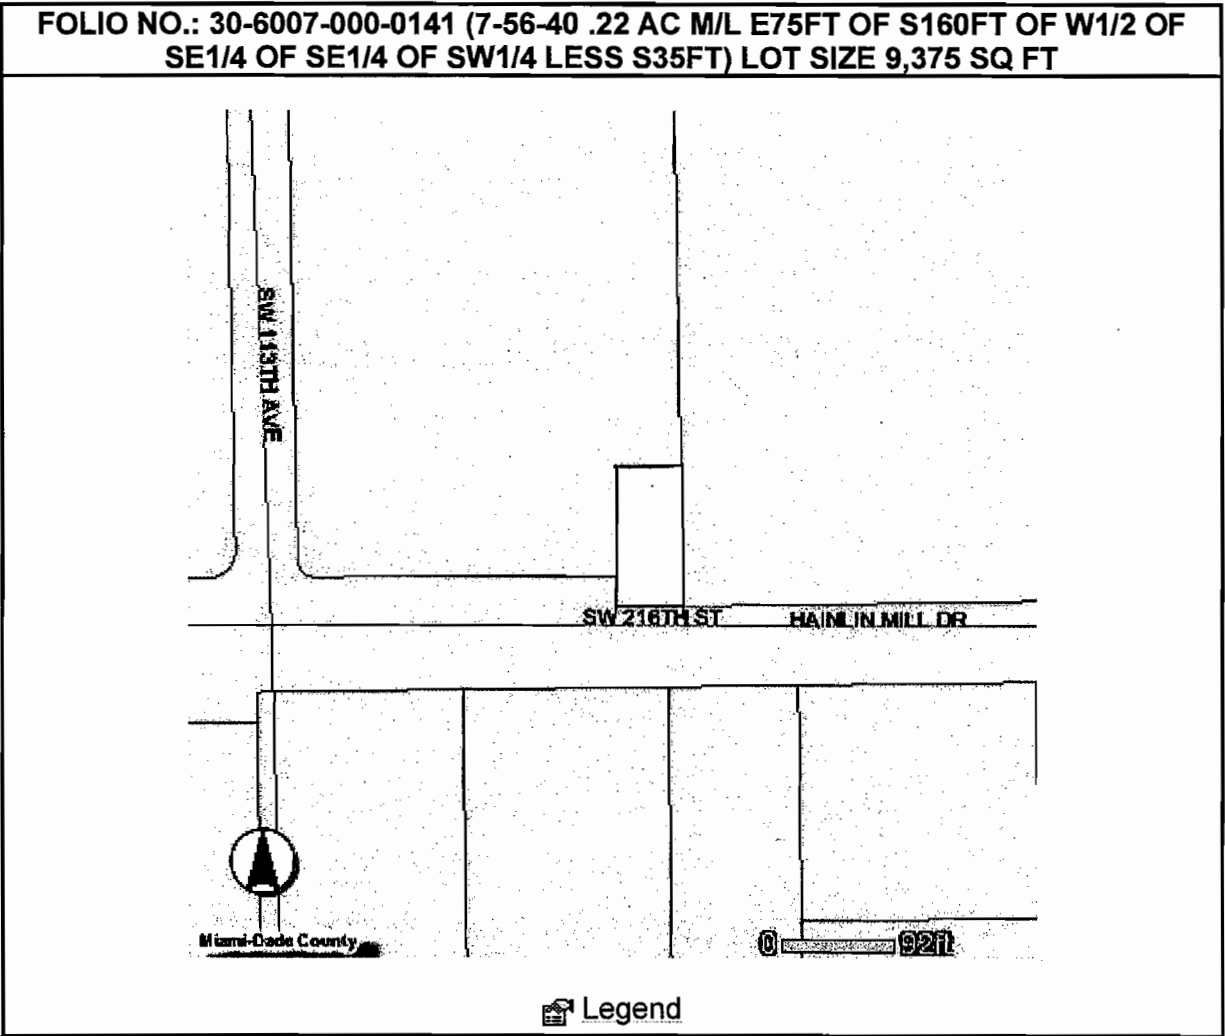 FOLIO NO.: 30-6007-000-0141 (7-56-40 .22 AC M/L E75FT OF S160FT OF W1/2 OF
SE1/4 OF SE1/4 OF SW1/4 LESS S35FT) LOT SIZE 9,375 SQ FT
SW 113TH AVE
SW 216TH ST
HAINLIN MILL DR
Miami-Dade County
0 92ft
Legend